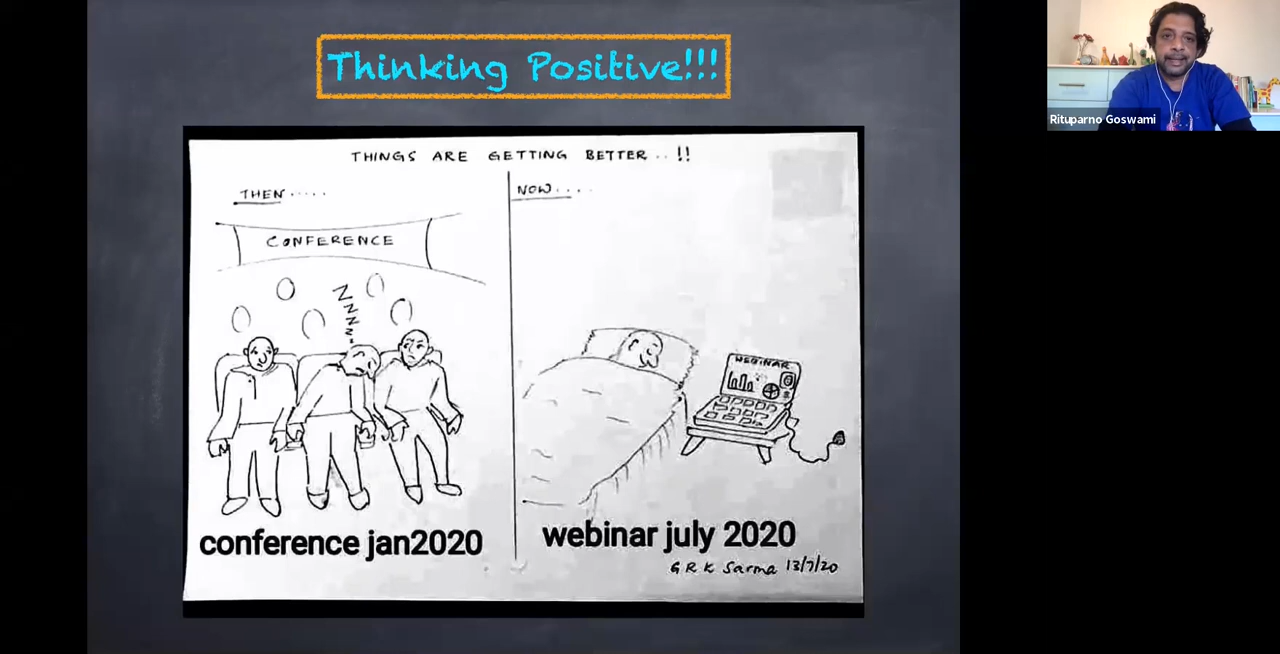 Thinking Positive!!!
THINGS ARE GETTING BETTER..!!
THEN.....
CONFERENCE
ZZZZz
conference jan2020
NOW....
WEBINAR
webinar july 2020
G R K Sarma 13/7/20
Rituparno Goswami